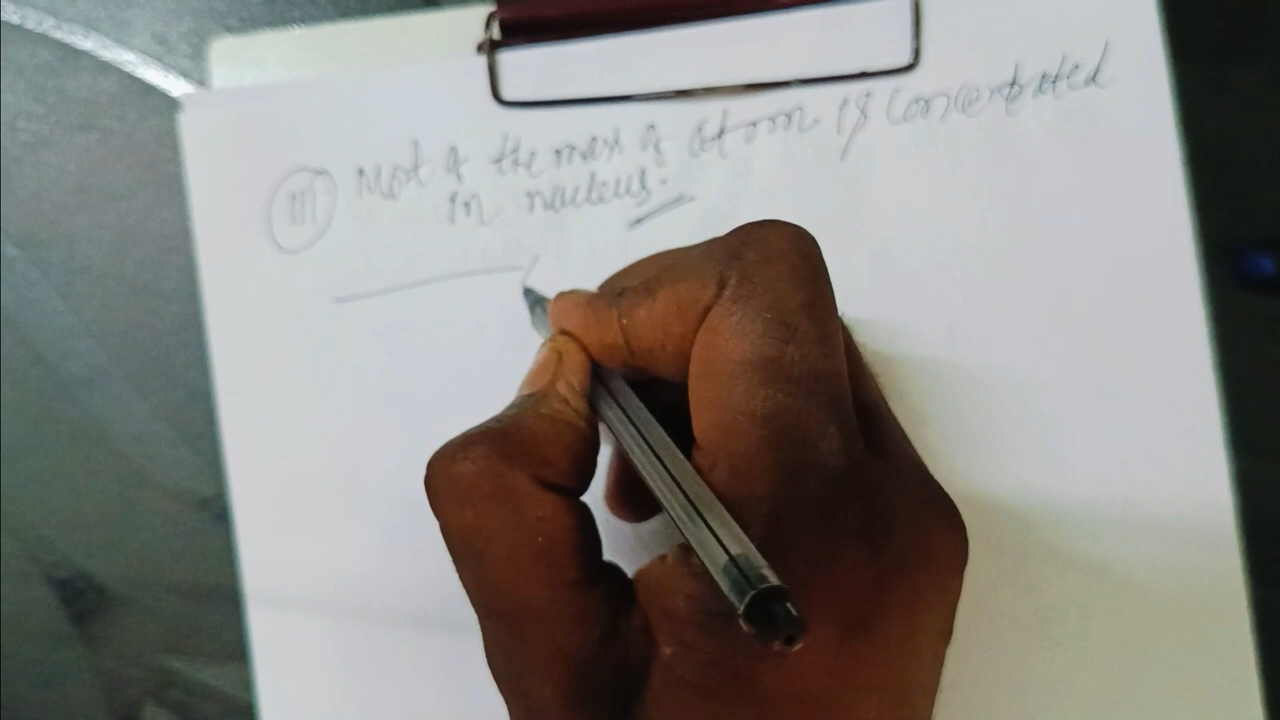 (III) Most of the mass of atom is concentrated
in nucleus.